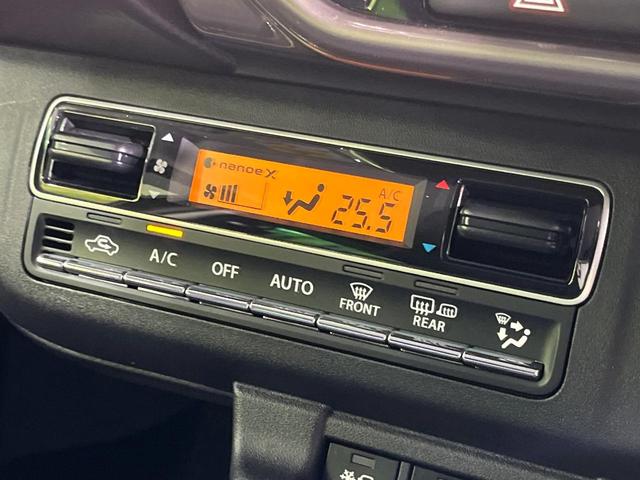 nanoe X
A/C
25.5
A/C
OFF
AUTO
FRONT
REAR